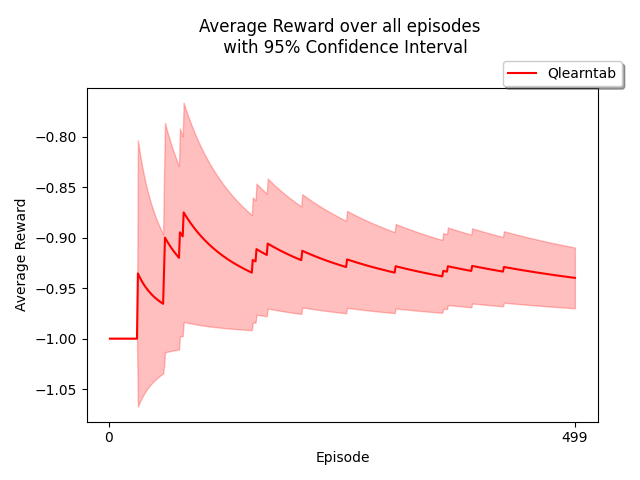 Average Reward over all episodes
with 95% Confidence Interval
Qlearntab
−0.80
−0.85
−0.90
−0.95
−1.00
−1.05
Average Reward
0
499
Episode